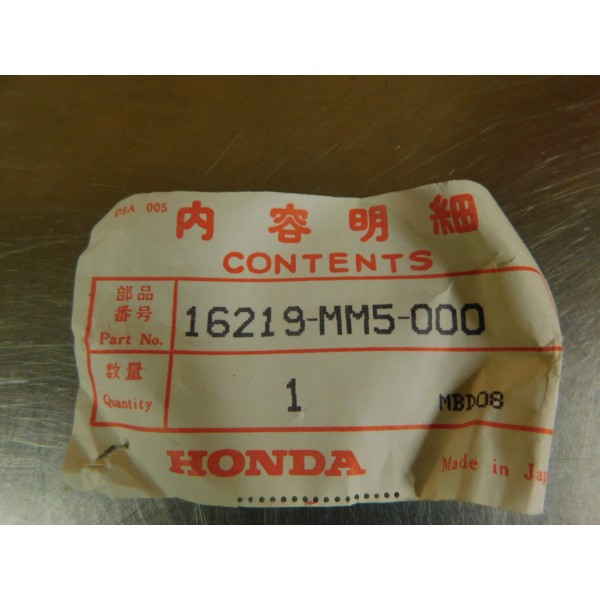 DSA 005
内容明細
CONTENTS
部品
番号
Part No. 16219-MM5-000
数量
Quantity 1 MBD08
HONDA
Made in Jap